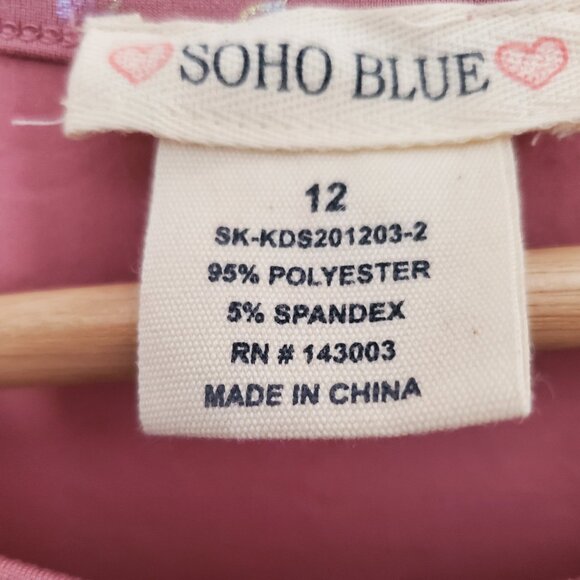 SOHO BLUE
12
SK-KDS201203-2
95% POLYESTER
5% SPANDEX
RN # 143003
MADE IN CHINA